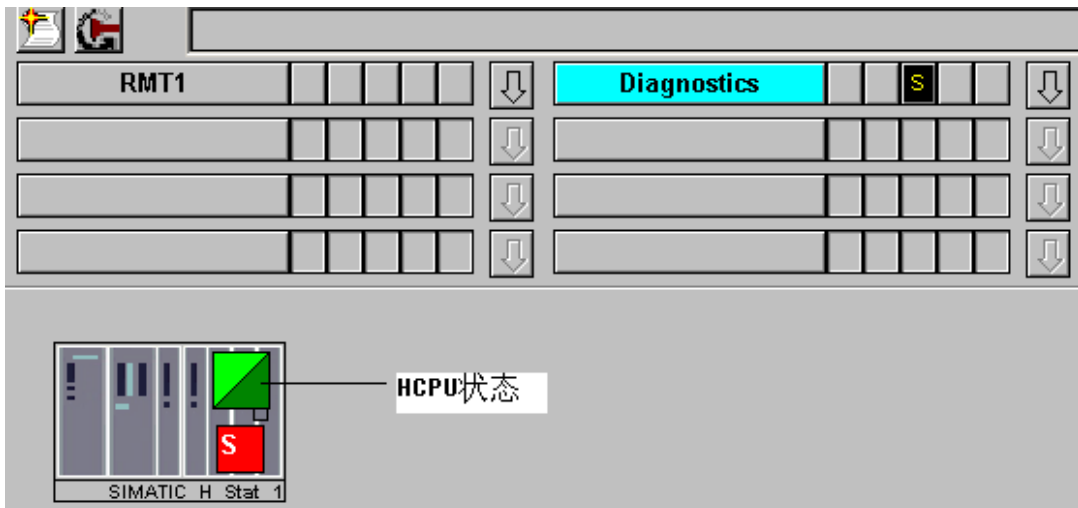 RMT1
Diagnostics
S
HCPU状态
S
SIMATIC H Stat 1